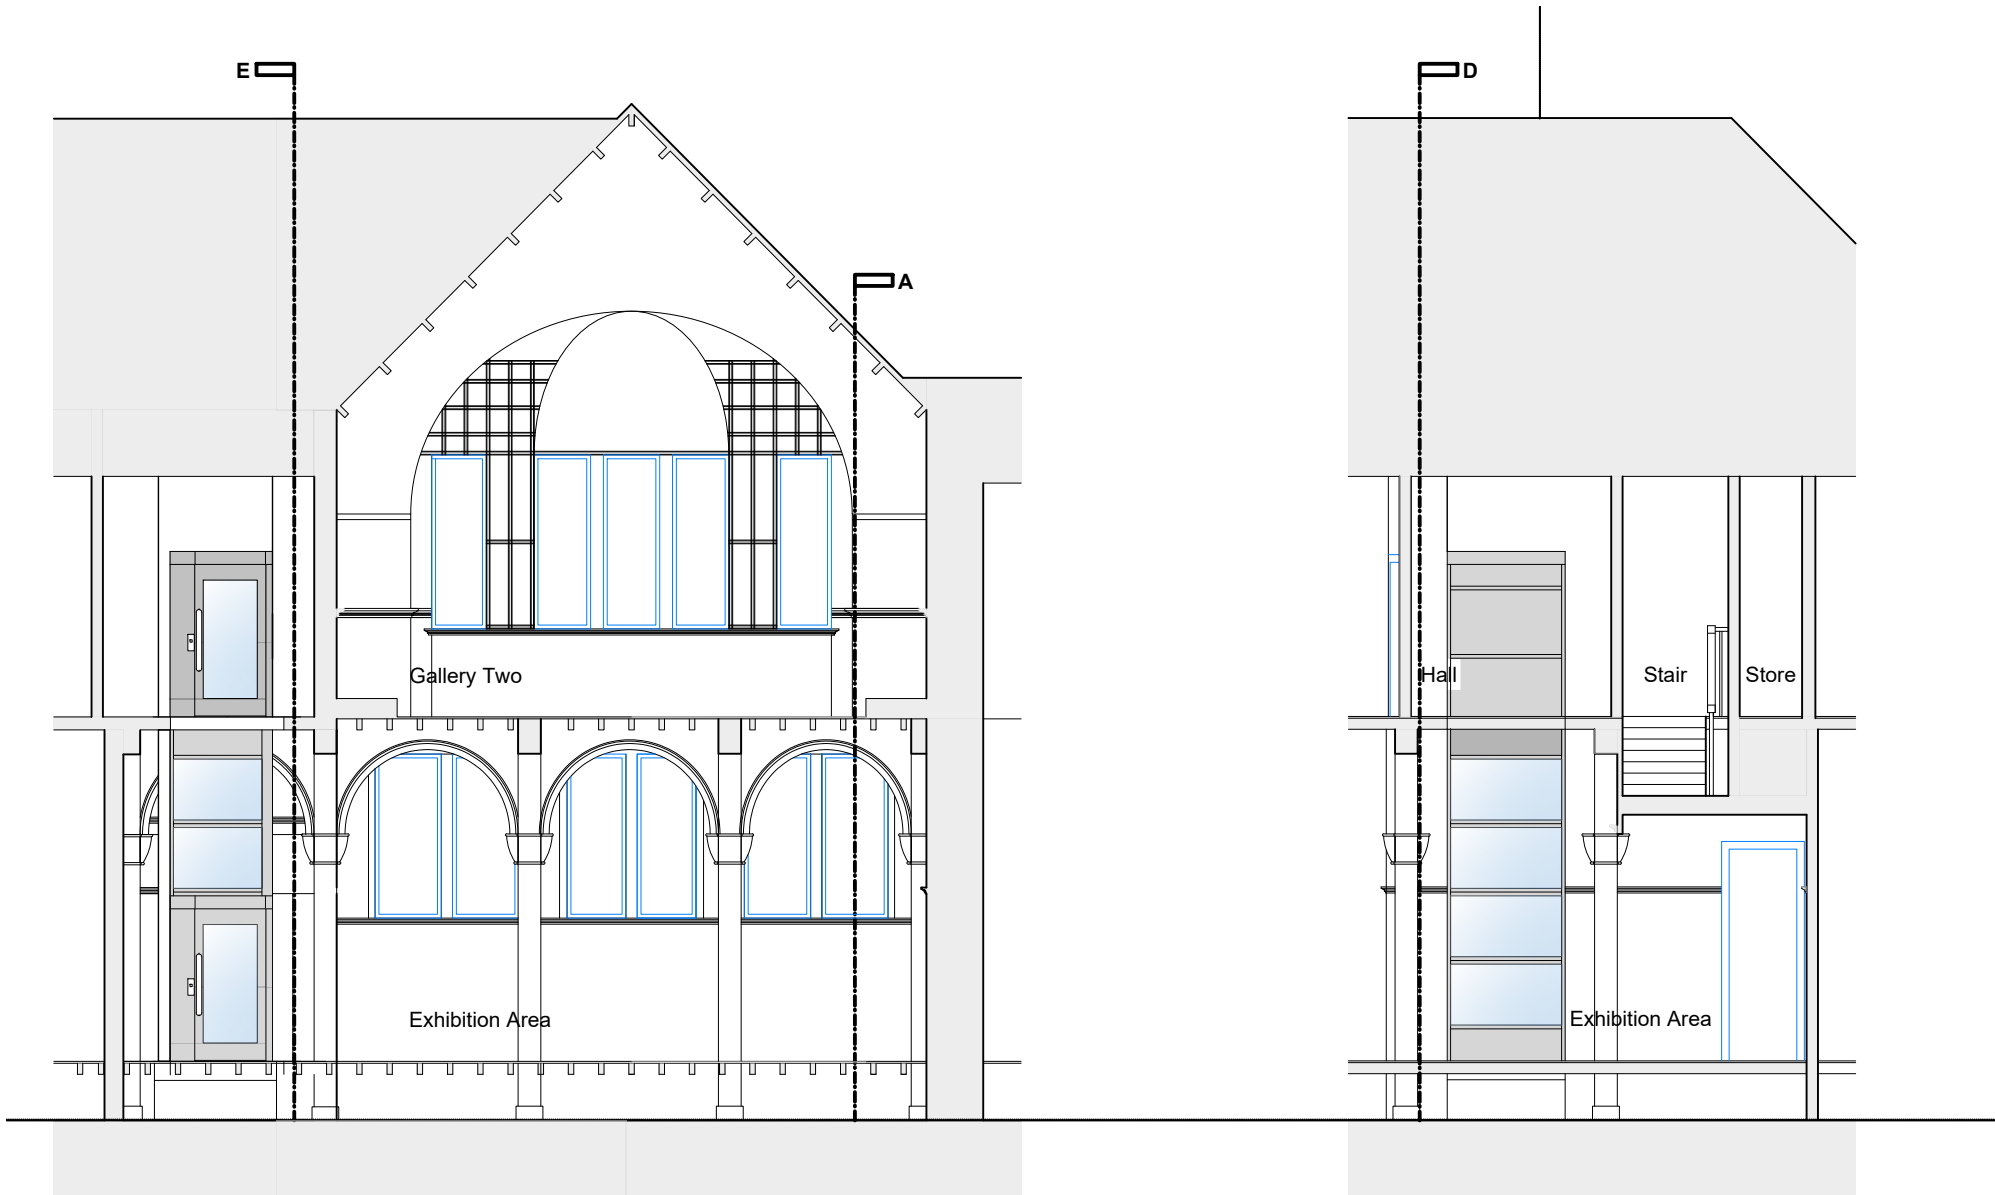 E
D
A
Gallery Two
Hall
Stair
Store
Exhibition Area
Exhibition Area